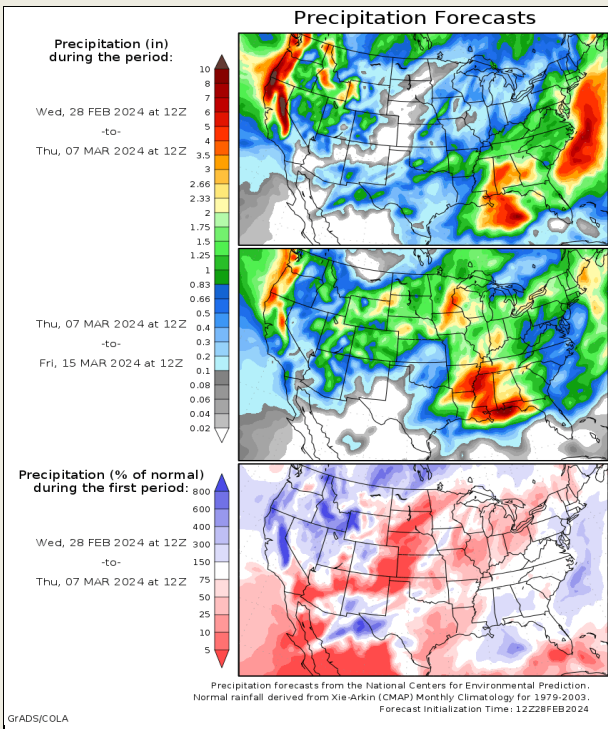 Precipitation Forecasts
Precipitation (in)
during the period:
Wed, 28 FEB 2024 at 12Z
-to-
Thu, 07 MAR 2024 at 12Z
Thu, 07 MAR 2024 at 12Z
-to-
Fri, 15 MAR 2024 at 12Z
10
8
7
6
5
4
3.5
3
2.66
2.33
2
1.75
1.5
1.25
1
0.83
0.66
0.5
0.4
0.3
0.2
0.1
0.08
0.06
0.04
0.02
Precipitation (% of normal)
during the first period:
Wed, 28 FEB 2024 at 12Z
-to-
Thu, 07 MAR 2024 at 12Z
800
600
400
300
150
75
50
25
10
5
Precipitation forecasts from the National Centers for Environmental Prediction.
Normal rainfall derived from Xie-Arkin (CMAP) Monthly Climatology for 1979-2003.
Forecast Initialization Time: 12Z28FEB2024
GrADS/COLA